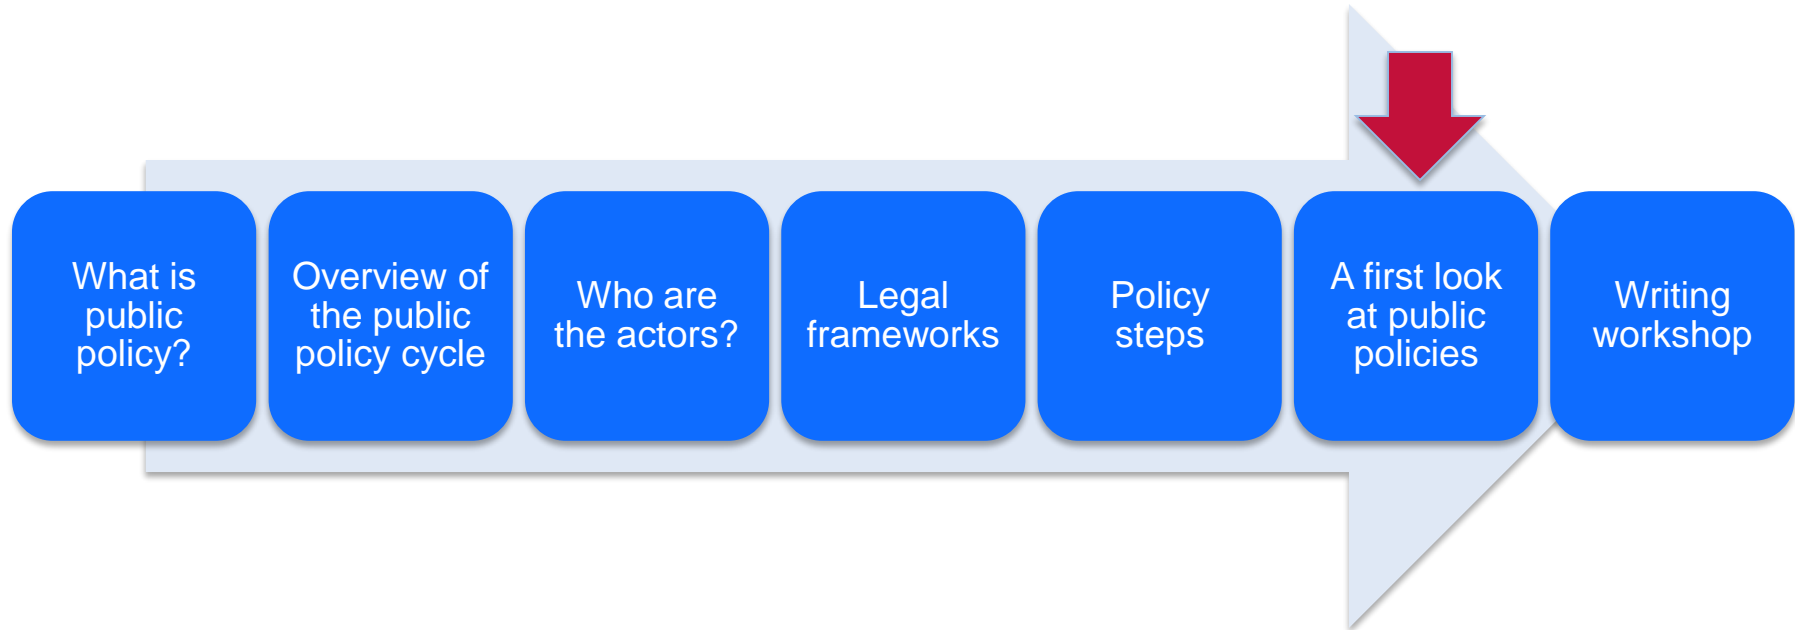 What is
public
policy?
Overview of
the public
policy cycle
Who are
the actors?
Legal
frameworks
Policy
steps
A first look
at public
policies
Writing
workshop